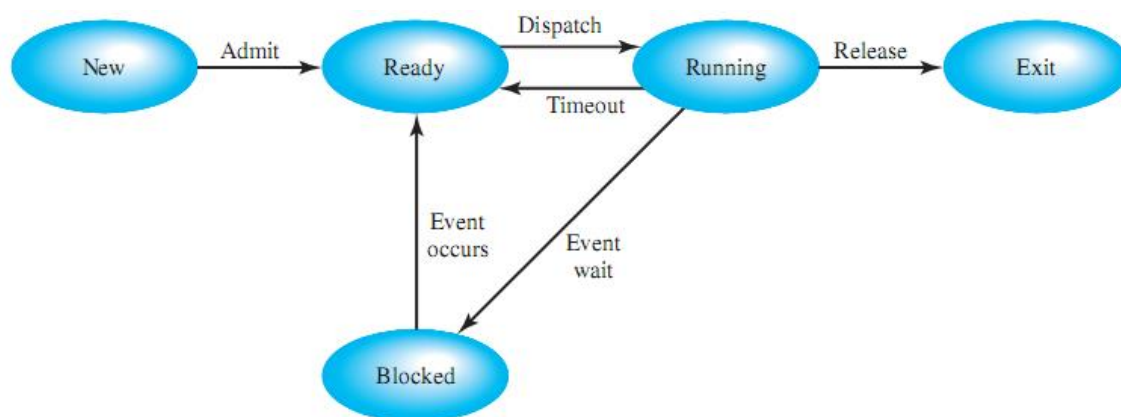 Dispatch
New
Admit
Ready
Running
Release
Exit
Timeout
Event
occurs
Event
wait
Blocked